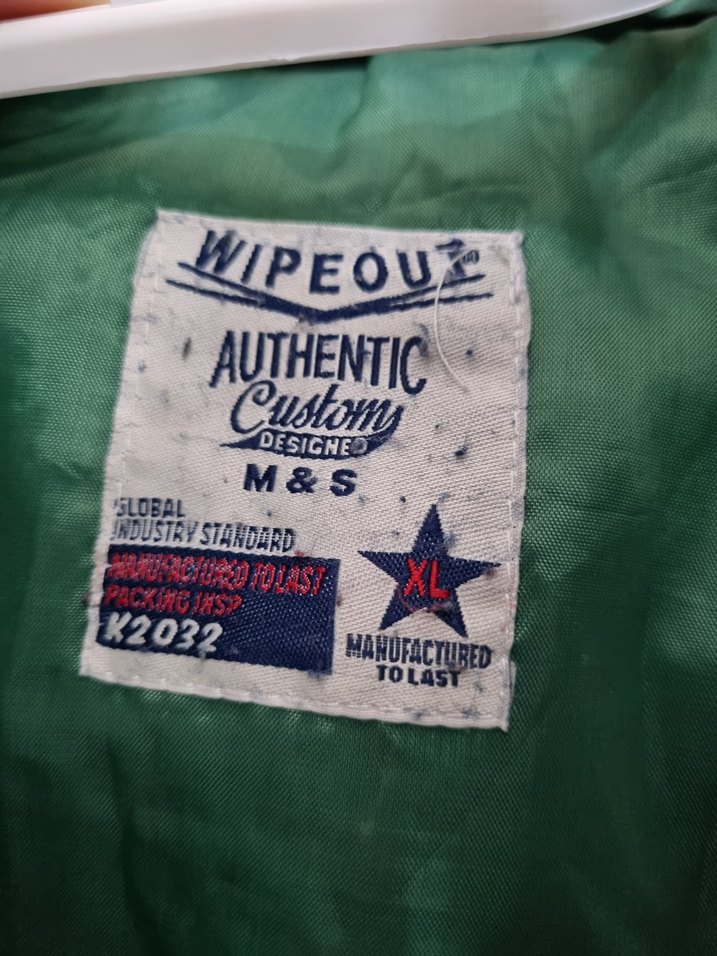 WIPEOUT
AUTHENTIC
Custom
DESIGNED
M & S
GLOBAL
INDUSTRY STANDARD
MANUFACTURED TO LAST
PACKING INSP
K2032
XL
MANUFACTURED
TO LAST